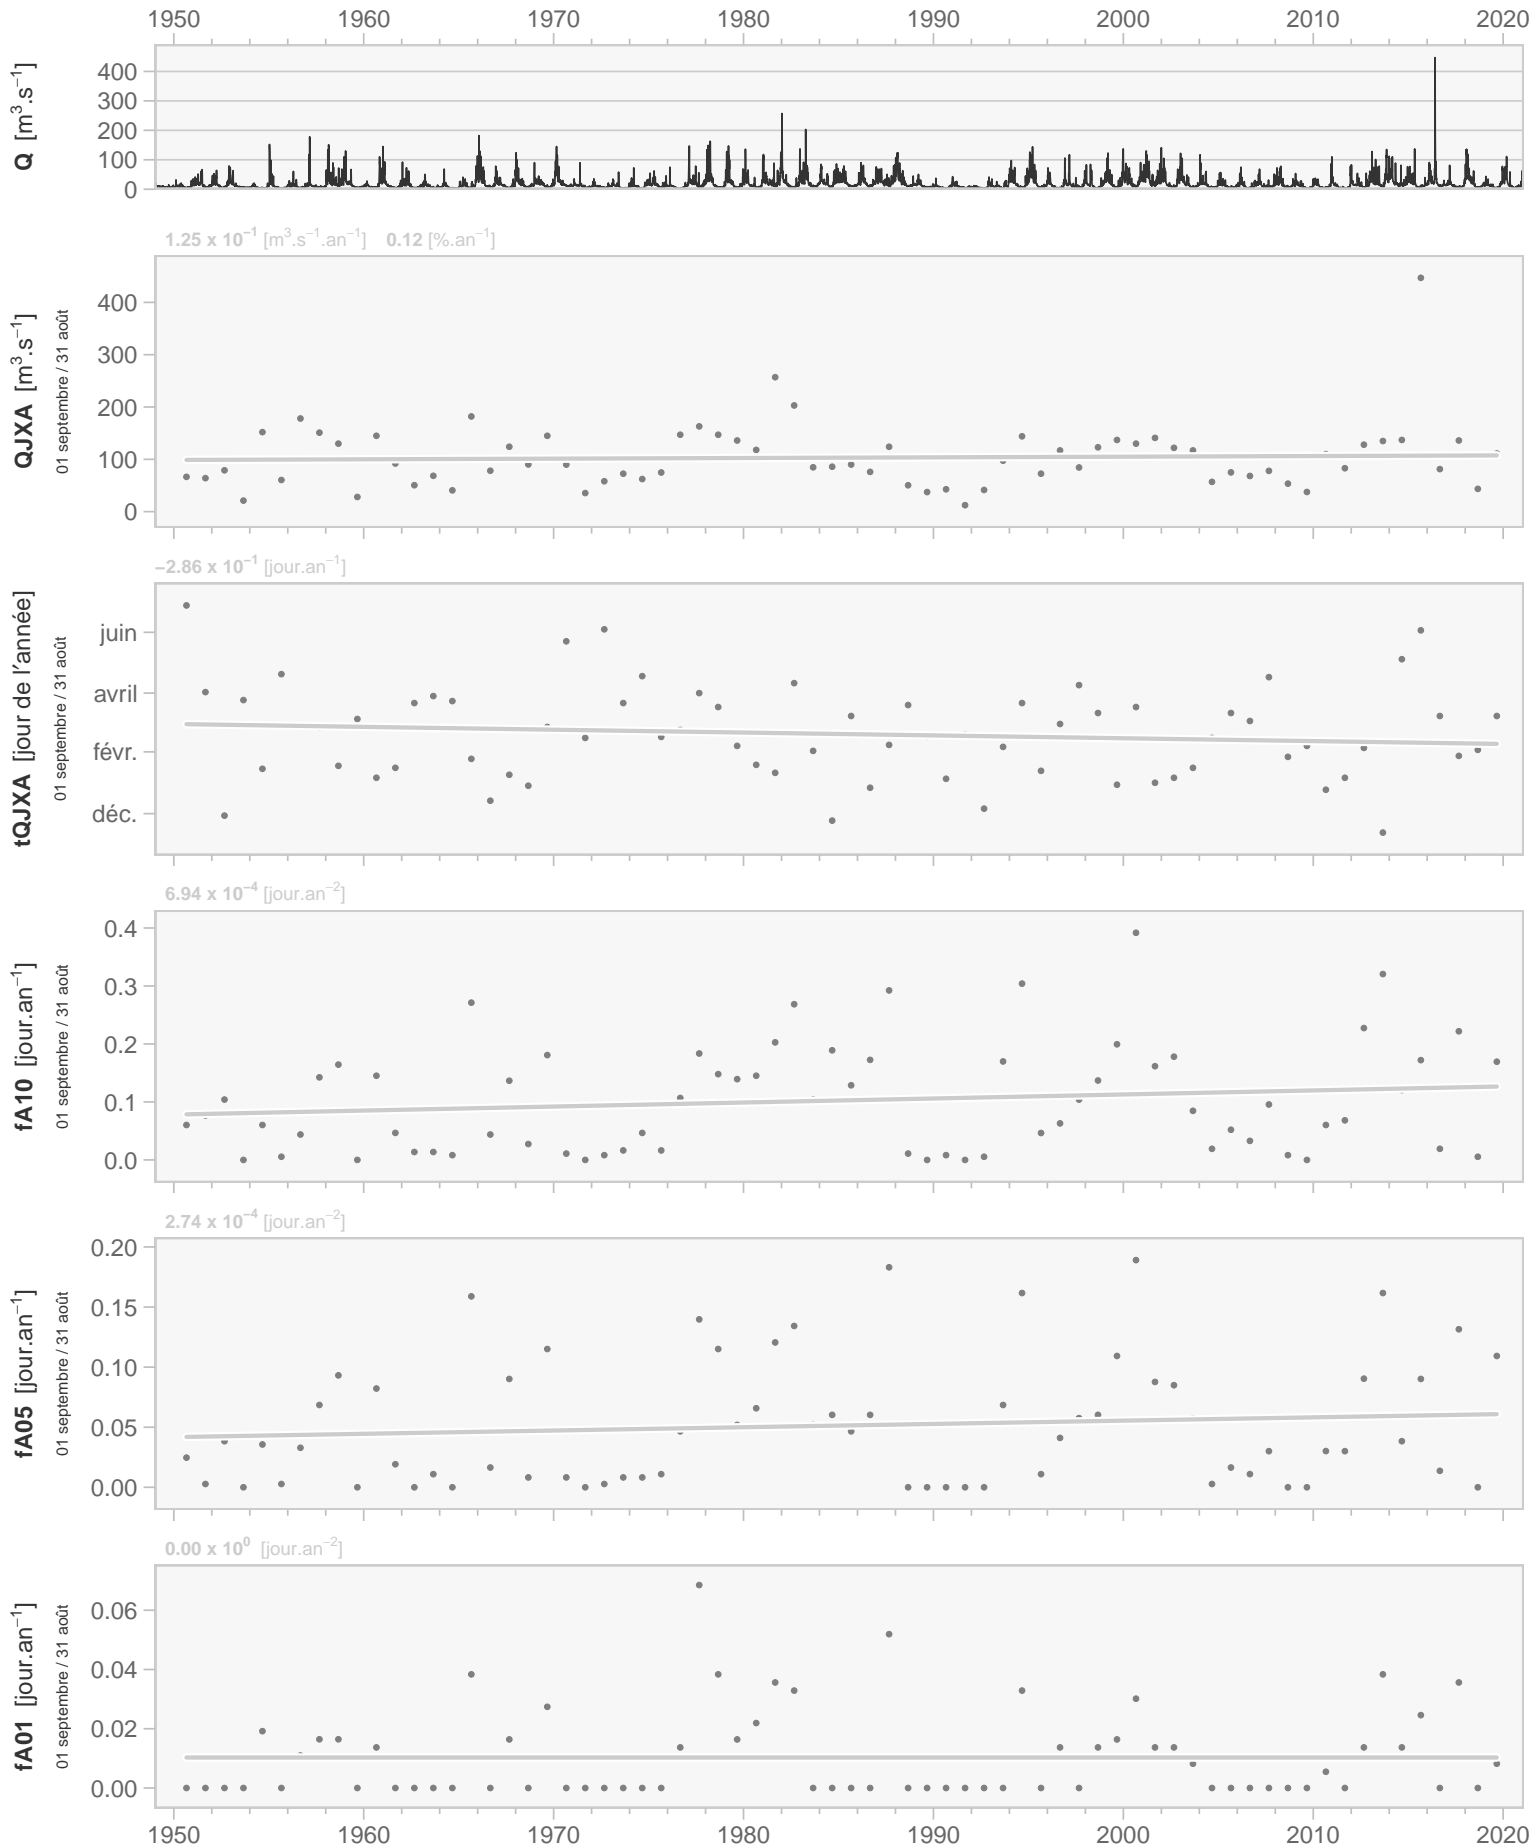 1950 1960 1970 1980 1990 2000 2010 2020
Q [m³.s⁻¹]
400
300
200
100
0
1.25 x 10⁻¹ [m³.s⁻¹.an⁻¹] 0.12 [%.an⁻¹]
QJXA [m³.s⁻¹]
01 septembre / 31 août
400
300
200
100
0
−2.86 x 10⁻¹ [jour.an⁻¹]
tQJXA [jour de l'année]
01 septembre / 31 août
juin
avril
févr.
déc.
6.94 x 10⁻⁴ [jour.an⁻²]
fA10 [jour.an⁻¹]
01 septembre / 31 août
0.4
0.3
0.2
0.1
0.0
2.74 x 10⁻⁴ [jour.an⁻²]
fA05 [jour.an⁻¹]
01 septembre / 31 août
0.20
0.15
0.10
0.05
0.00
0.00 x 10⁰ [jour.an⁻²]
fA01 [jour.an⁻¹]
01 septembre / 31 août
0.06
0.04
0.02
0.00
1950 1960 1970 1980 1990 2000 2010 2020